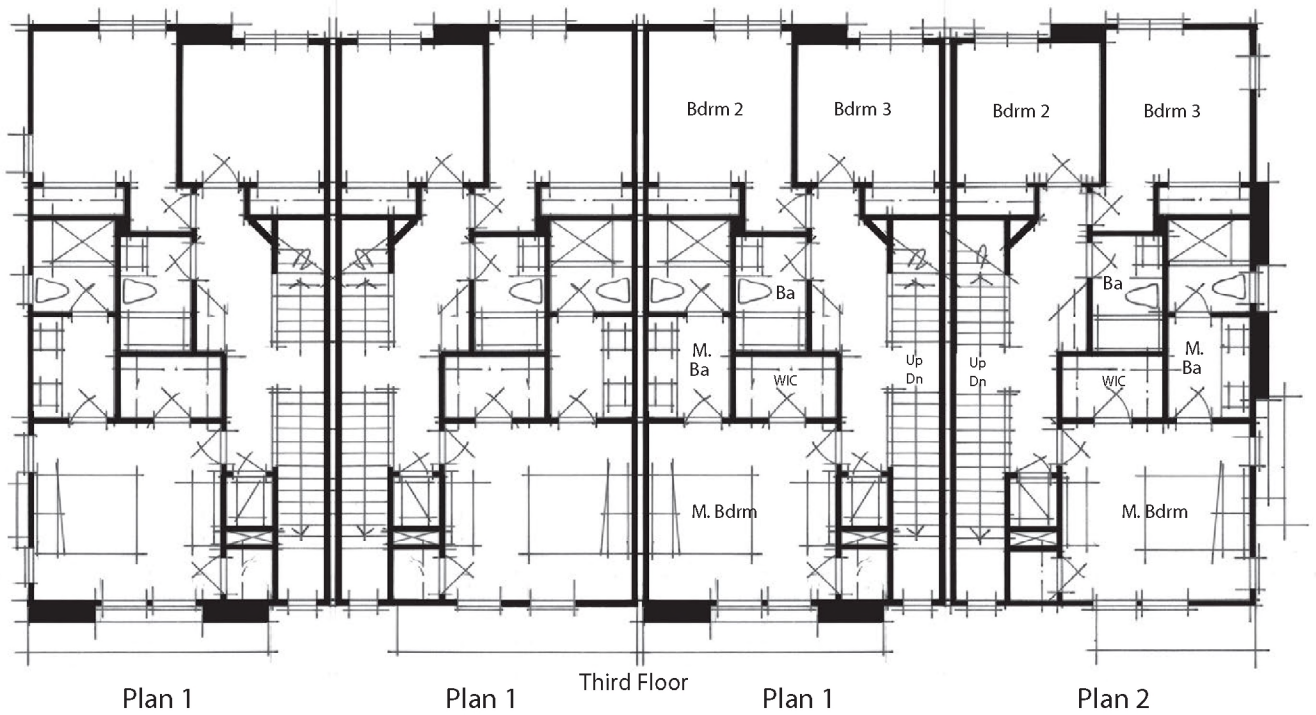 Bdrm 2
Bdrm 3
Bdrm 2
Bdrm 3
Ba
Ba
M.
Ba
M.
Ba
WIC
Up
Dn
Up
Dn
WIC
M. Bdrm
M. Bdrm
Third Floor
Plan 1
Plan 1
Plan 1
Plan 2